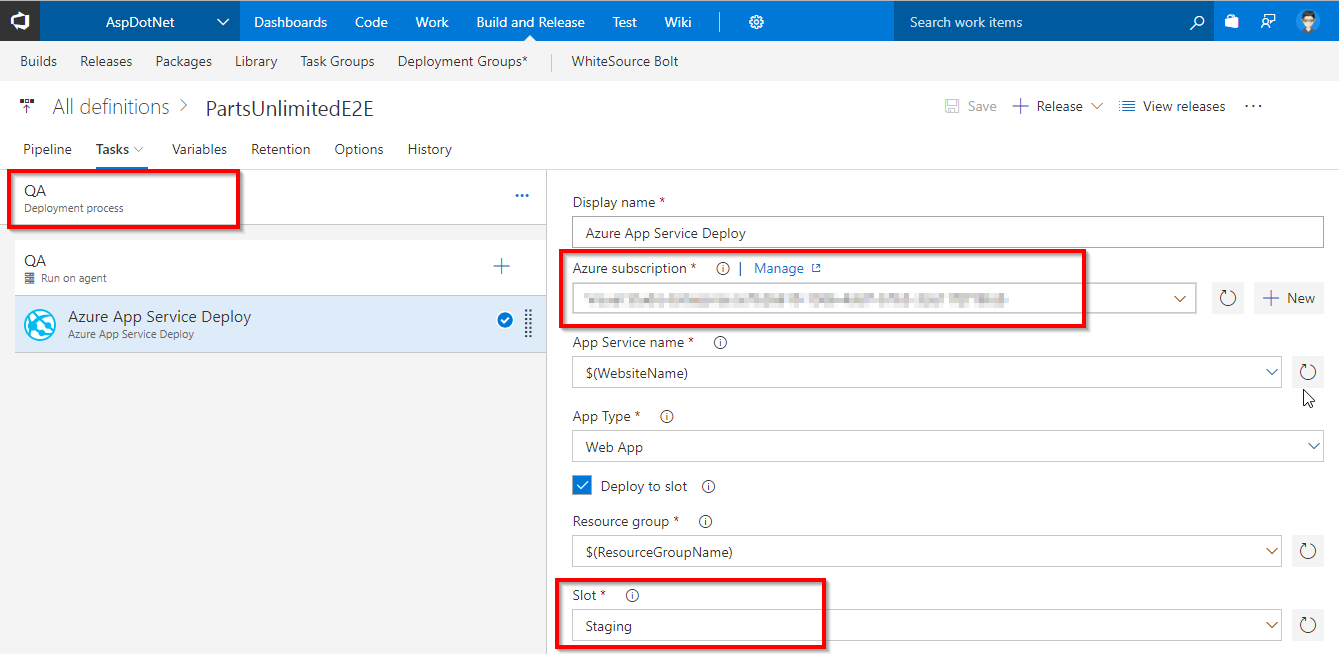 AspDotNet Dashboards Code Work Build and Release Test Wiki Search work items
Builds Releases Packages Library Task Groups Deployment Groups* WhiteSource Bolt
All definitions > PartsUnlimitedE2E Save + Release View releases ...
Pipeline Tasks Variables Retention Options History
QA
Deployment process
QA
Run on agent
Azure App Service Deploy
Azure App Service Deploy
Display name *
Azure App Service Deploy
Azure subscription * | Manage
New
App Service name *
$(WebsiteName)
App Type *
Web App
Deploy to slot
Resource group *
$(ResourceGroupName)
Slot *
Staging